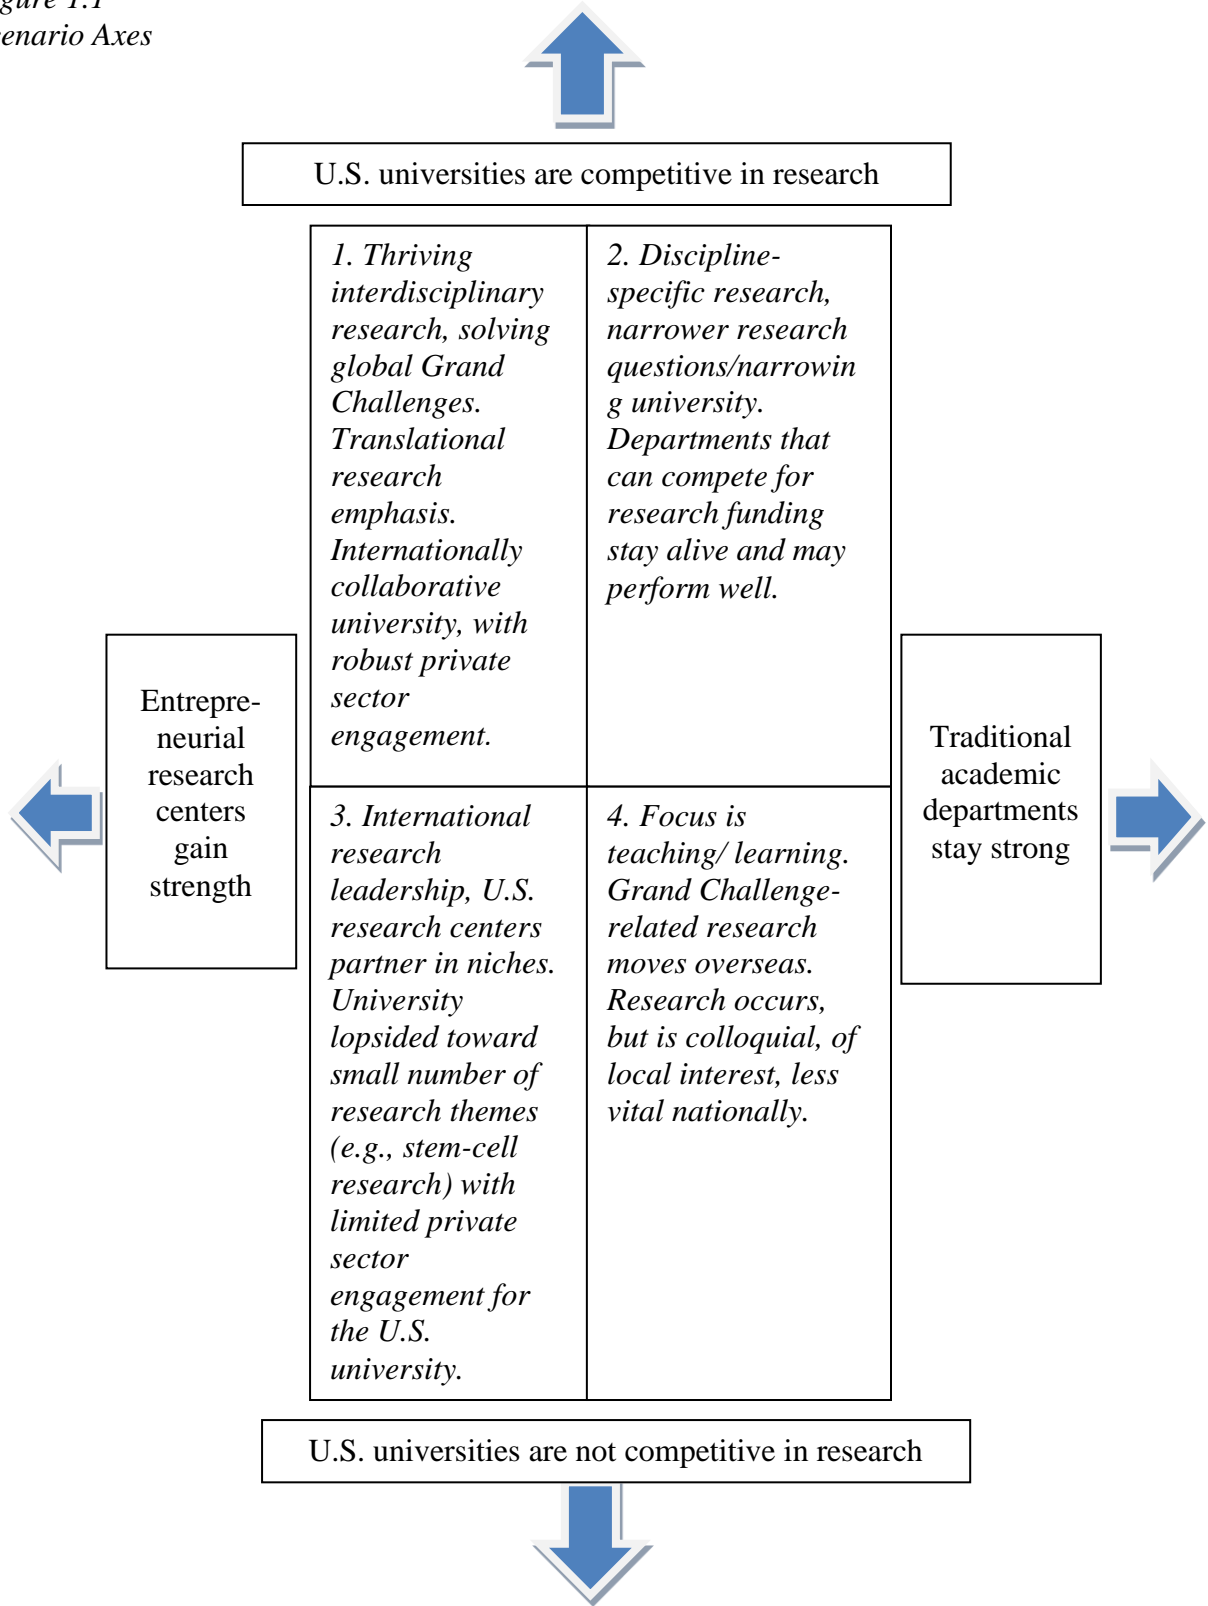 1.1
Axes
U.S. universities are competitive in research
1. Thriving
interdisciplinary
research, solving
global Grand
Challenges.
Translational
research
emphasis.
Internationally
collaborative
university, with
robust private
sector
engagement.
2. Discipline-
specific research,
narrower research
questions/narrowin
g university.
Departments that
can compete for
research funding
stay alive and may
perform well.
Entrepre-
neurial
research
centers
gain
strength
Traditional
academic
departments
stay strong
3. International
research
leadership, U.S.
research centers
partner in niches.
University
lopsided toward
small number of
research themes
(e.g., stem-cell
research) with
limited private
sector
engagement for
the U.S.
university.
4. Focus is
teaching/ learning.
Grand Challenge-
related research
moves overseas.
Research occurs,
but is colloquial, of
local interest, less
vital nationally.
U.S. universities are not competitive in research